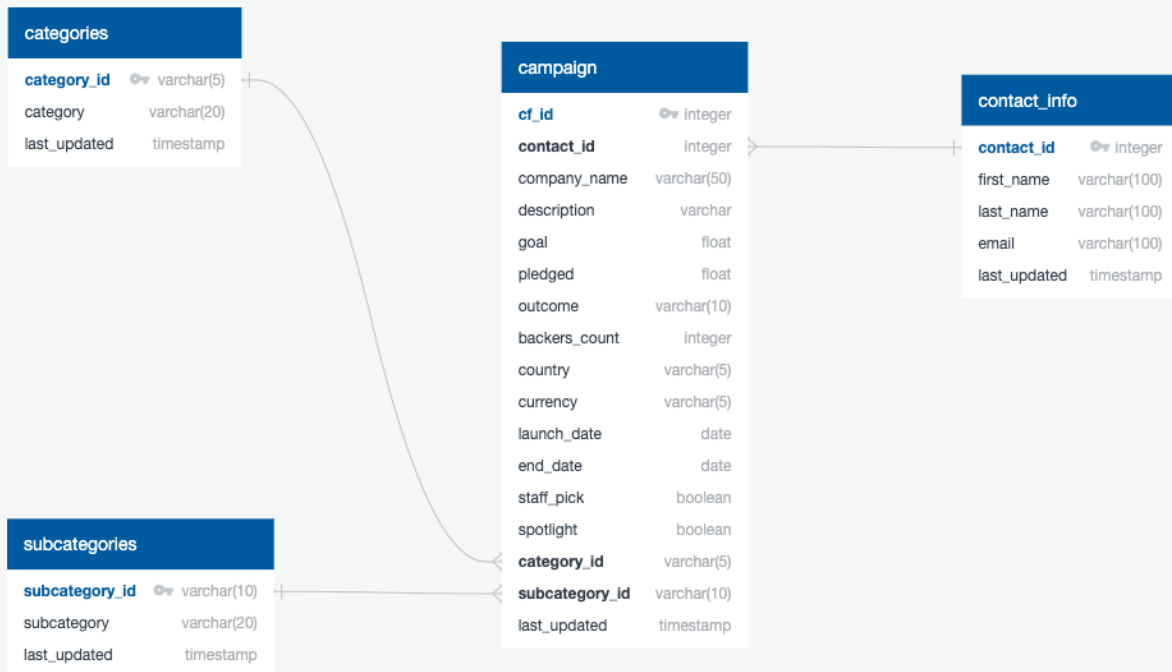 categories
category_id varchar(5)
category varchar(20)
last_updated timestamp
campaign
cf_id integer
contact_id integer
company_name varchar(50)
description varchar
goal float
pledged float
outcome varchar(10)
backers_count integer
country varchar(5)
currency varchar(5)
launch_date date
end_date date
staff_pick boolean
spotlight boolean
category_id varchar(5)
subcategory_id varchar(10)
last_updated timestamp
contact_info
contact_id integer
first_name varchar(100)
last_name varchar(100)
email varchar(100)
last_updated timestamp
subcategories
subcategory_id varchar(10)
subcategory varchar(20)
last_updated timestamp